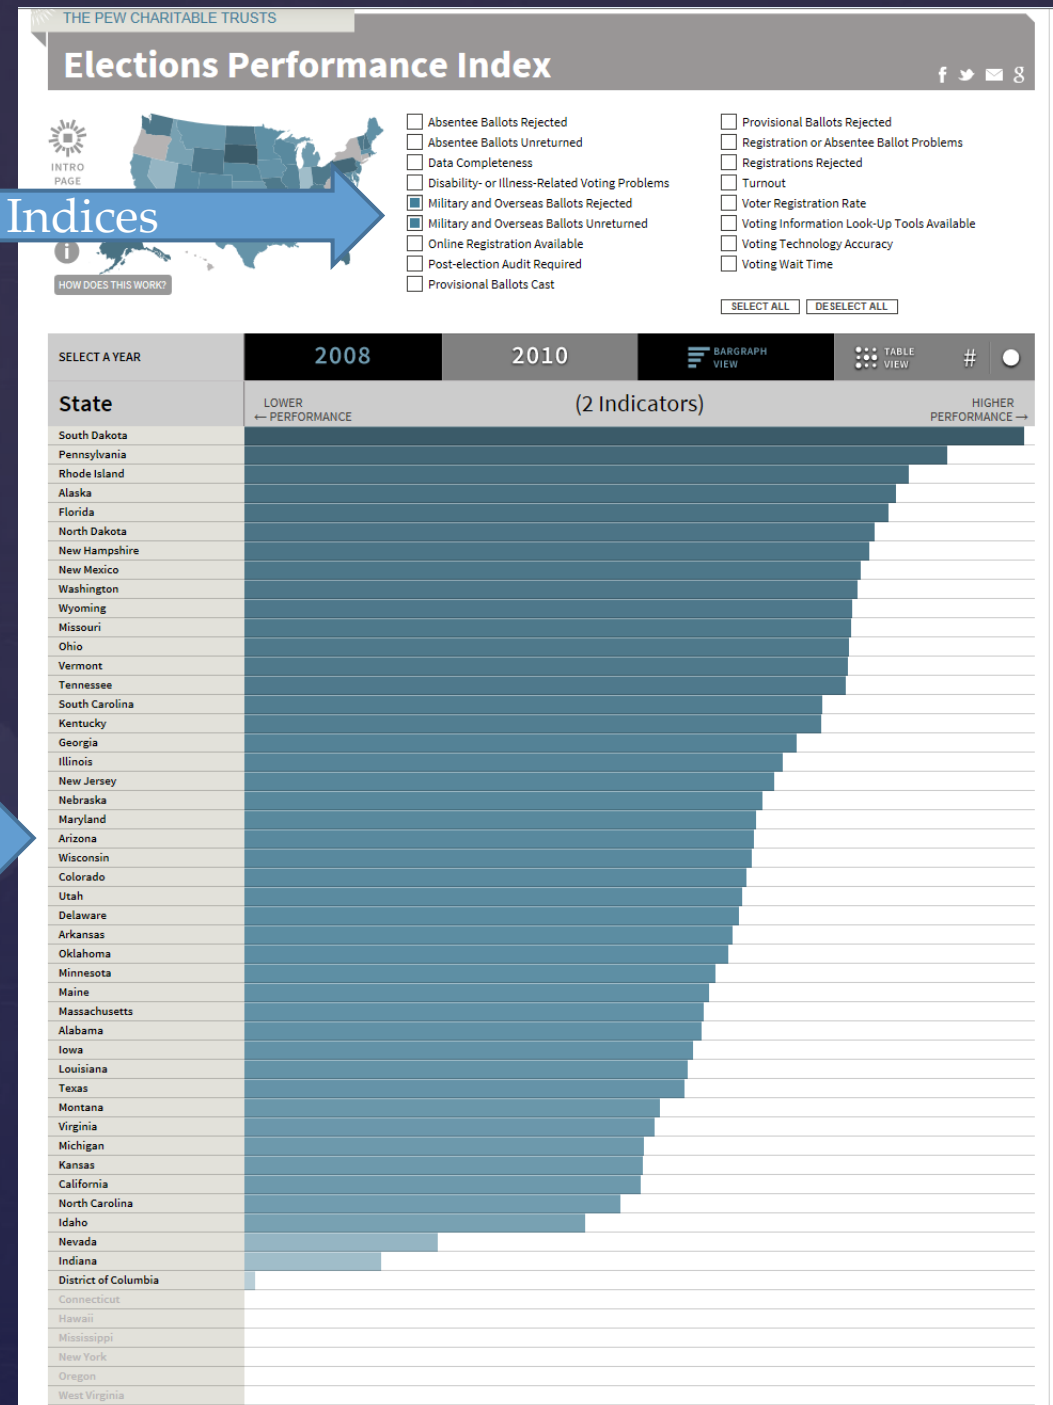 THE PEW CHARITABLE TRUSTS
Elections Performance Index
INTRO
PAGE
Indices
HOW DOES THIS WORK?
Absentee Ballots Rejected
Absentee Ballots Unreturned
Data Completeness
Disability- or Illness-Related Voting Problems
Military and Overseas Ballots Rejected
Military and Overseas Ballots Unreturned
Online Registration Available
Post-election Audit Required
Provisional Ballots Cast
Provisional Ballots Rejected
Registration or Absentee Ballot Problems
Registrations Rejected
Turnout
Voter Registration Rate
Voting Information Look-Up Tools Available
Voting Technology Accuracy
Voting Wait Time
SELECT ALL
DESELECT ALL
SELECT A YEAR
2008
2010
BARGRAPH
VIEW
TABLE
VIEW
#
State
LOWER
← PERFORMANCE
(2 Indicators)
HIGHER
PERFORMANCE →
South Dakota
Pennsylvania
Rhode Island
Alaska
Florida
North Dakota
New Hampshire
New Mexico
Washington
Wyoming
Missouri
Ohio
Vermont
Tennessee
South Carolina
Kentucky
Georgia
Illinois
New Jersey
Nebraska
Maryland
Arizona
Wisconsin
Colorado
Utah
Delaware
Arkansas
Oklahoma
Minnesota
Maine
Massachusetts
Alabama
Iowa
Louisiana
Texas
Montana
Virginia
Michigan
Kansas
California
North Carolina
Idaho
Nevada
Indiana
District of Columbia
Connecticut
Hawaii
Mississippi
New York
Oregon
West Virginia